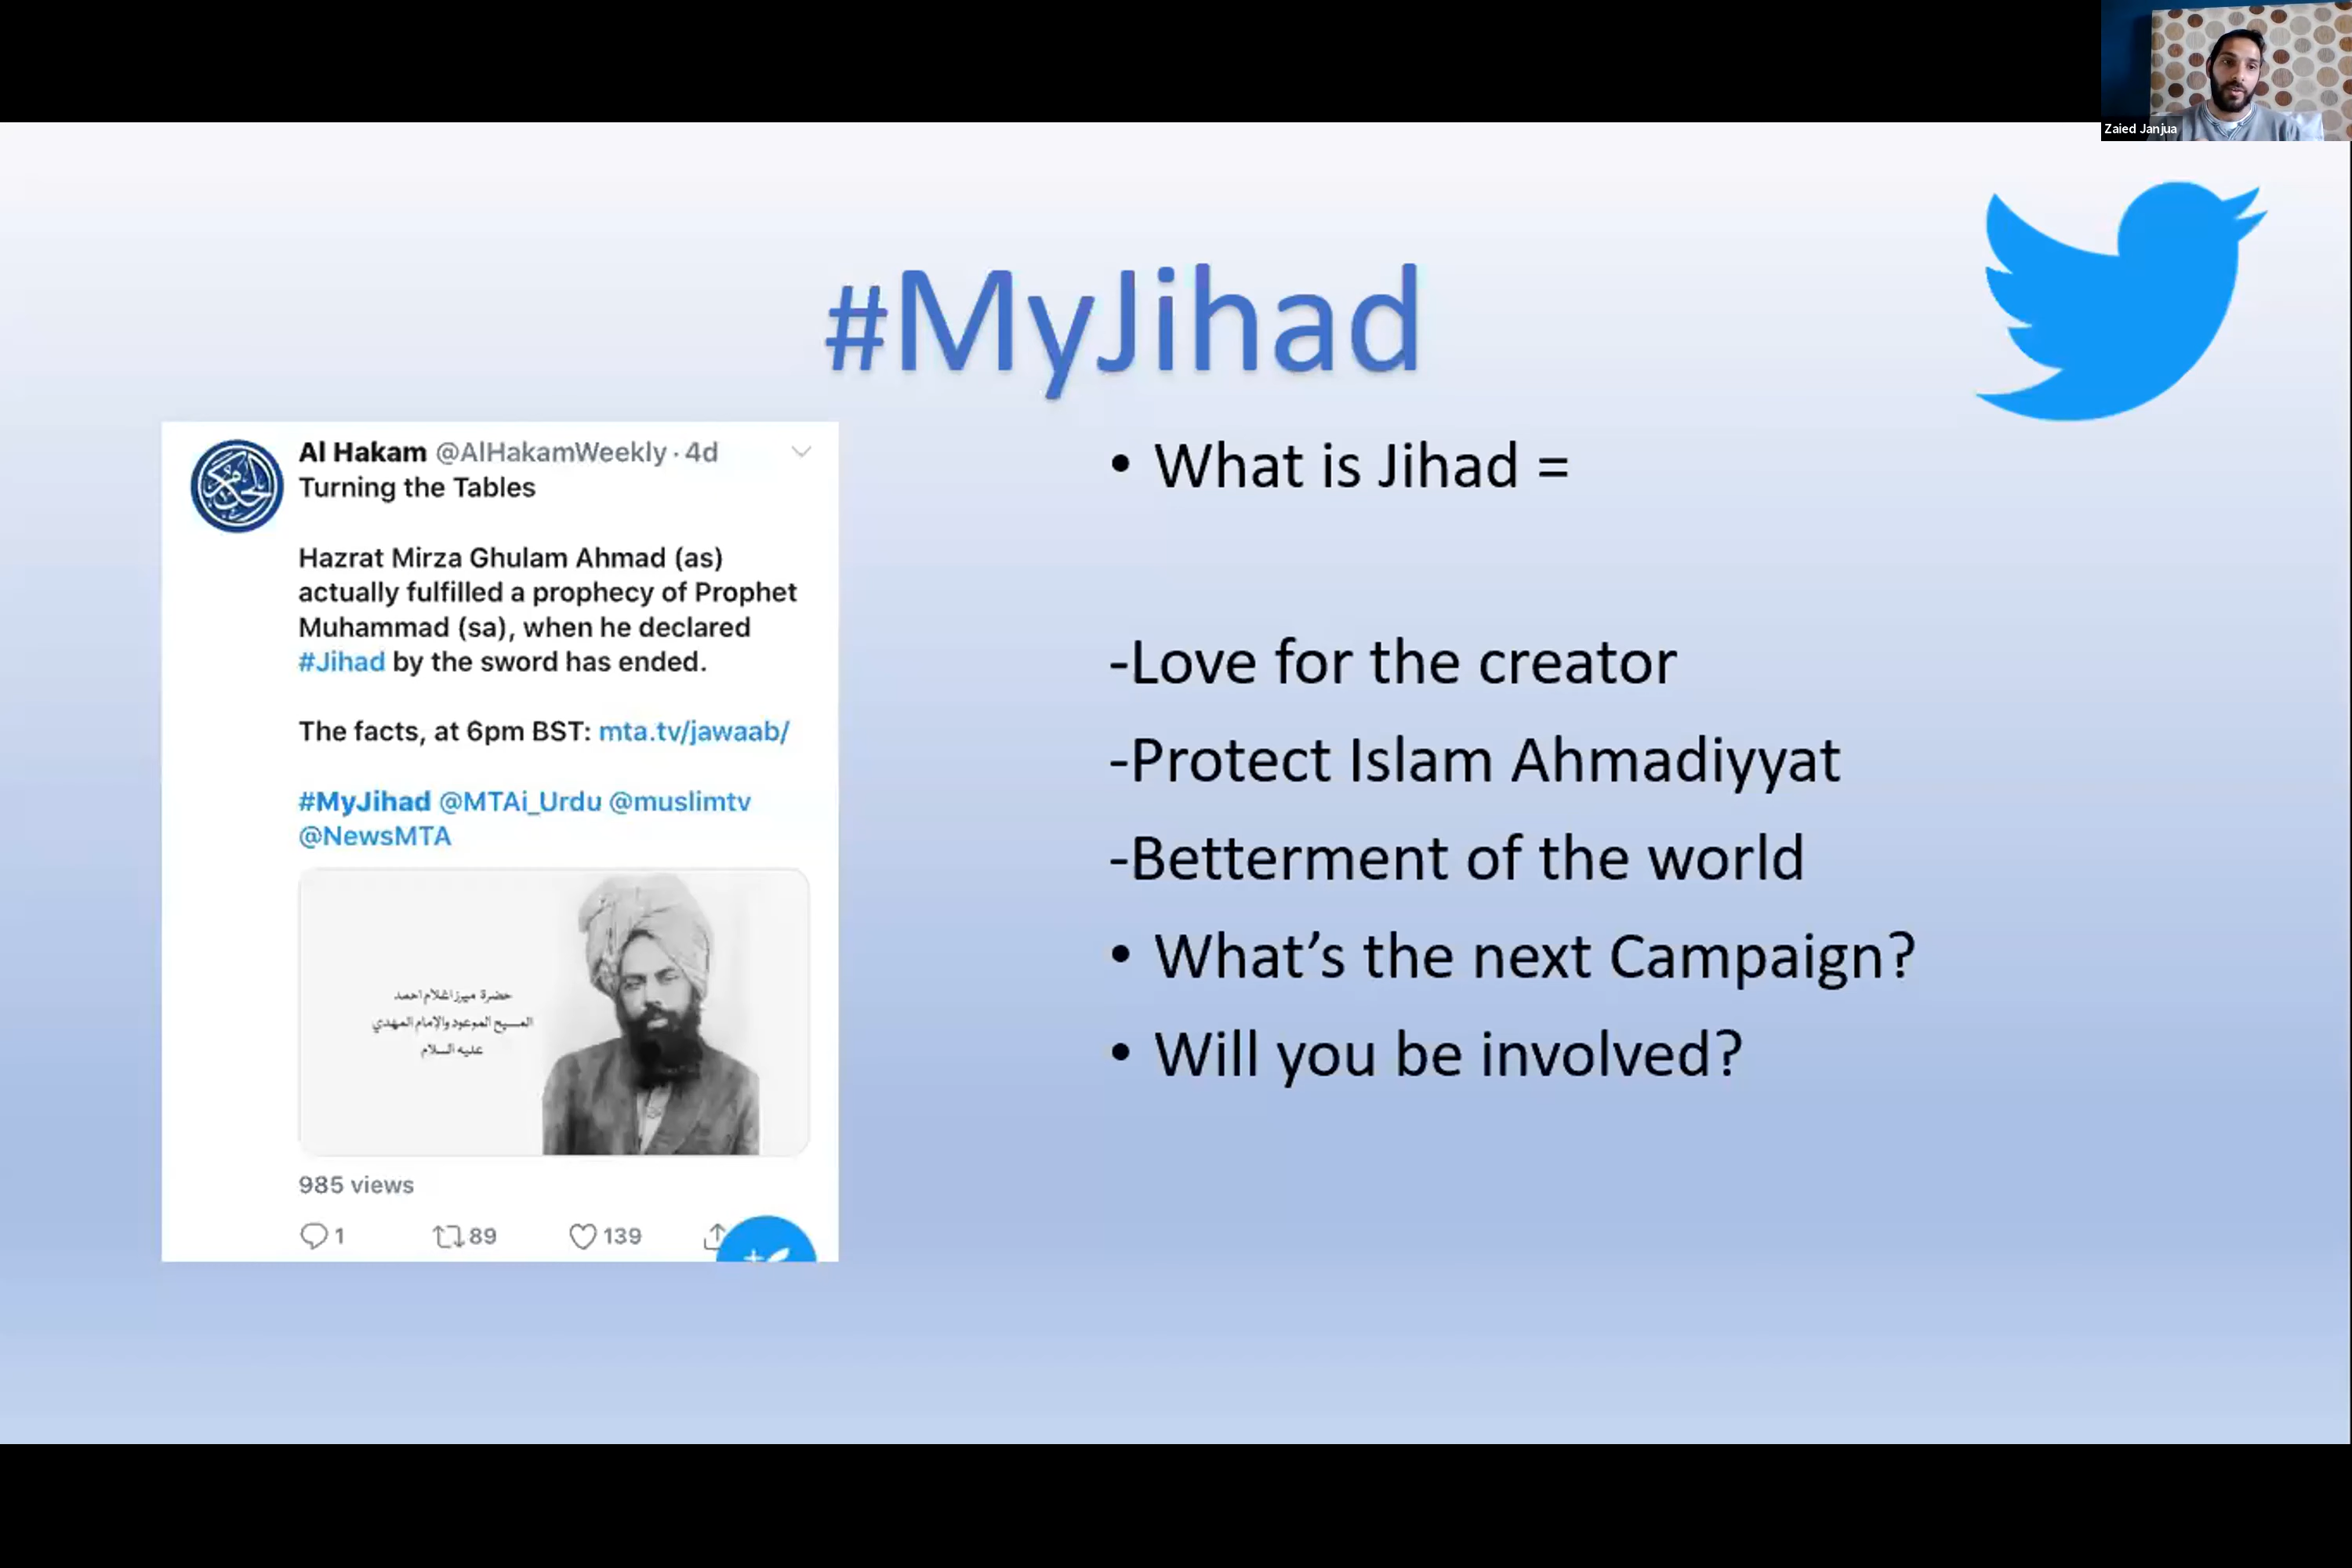 Zaied Janjua
#MyJihad
Al Hakam @AlHakamWeekly · 4d
Turning the Tables
Hazrat Mirza Ghulam Ahmad (as)
actually fulfilled a prophecy of Prophet
Muhammad (sa), when he declared
#Jihad by the sword has ended.
The facts, at 6pm BST: mta.tv/jawaab/
#MyJihad @MTAi_Urdu @muslimtv
@NewsMTA
حضرة ميرزا غلام احمد
المسيح الموعود والإمام المهدي
عليه السلام
985 views
1 89 139
• What is Jihad =
-Love for the creator
-Protect Islam Ahmadiyyat
-Betterment of the world
• What’s the next Campaign?
• Will you be involved?